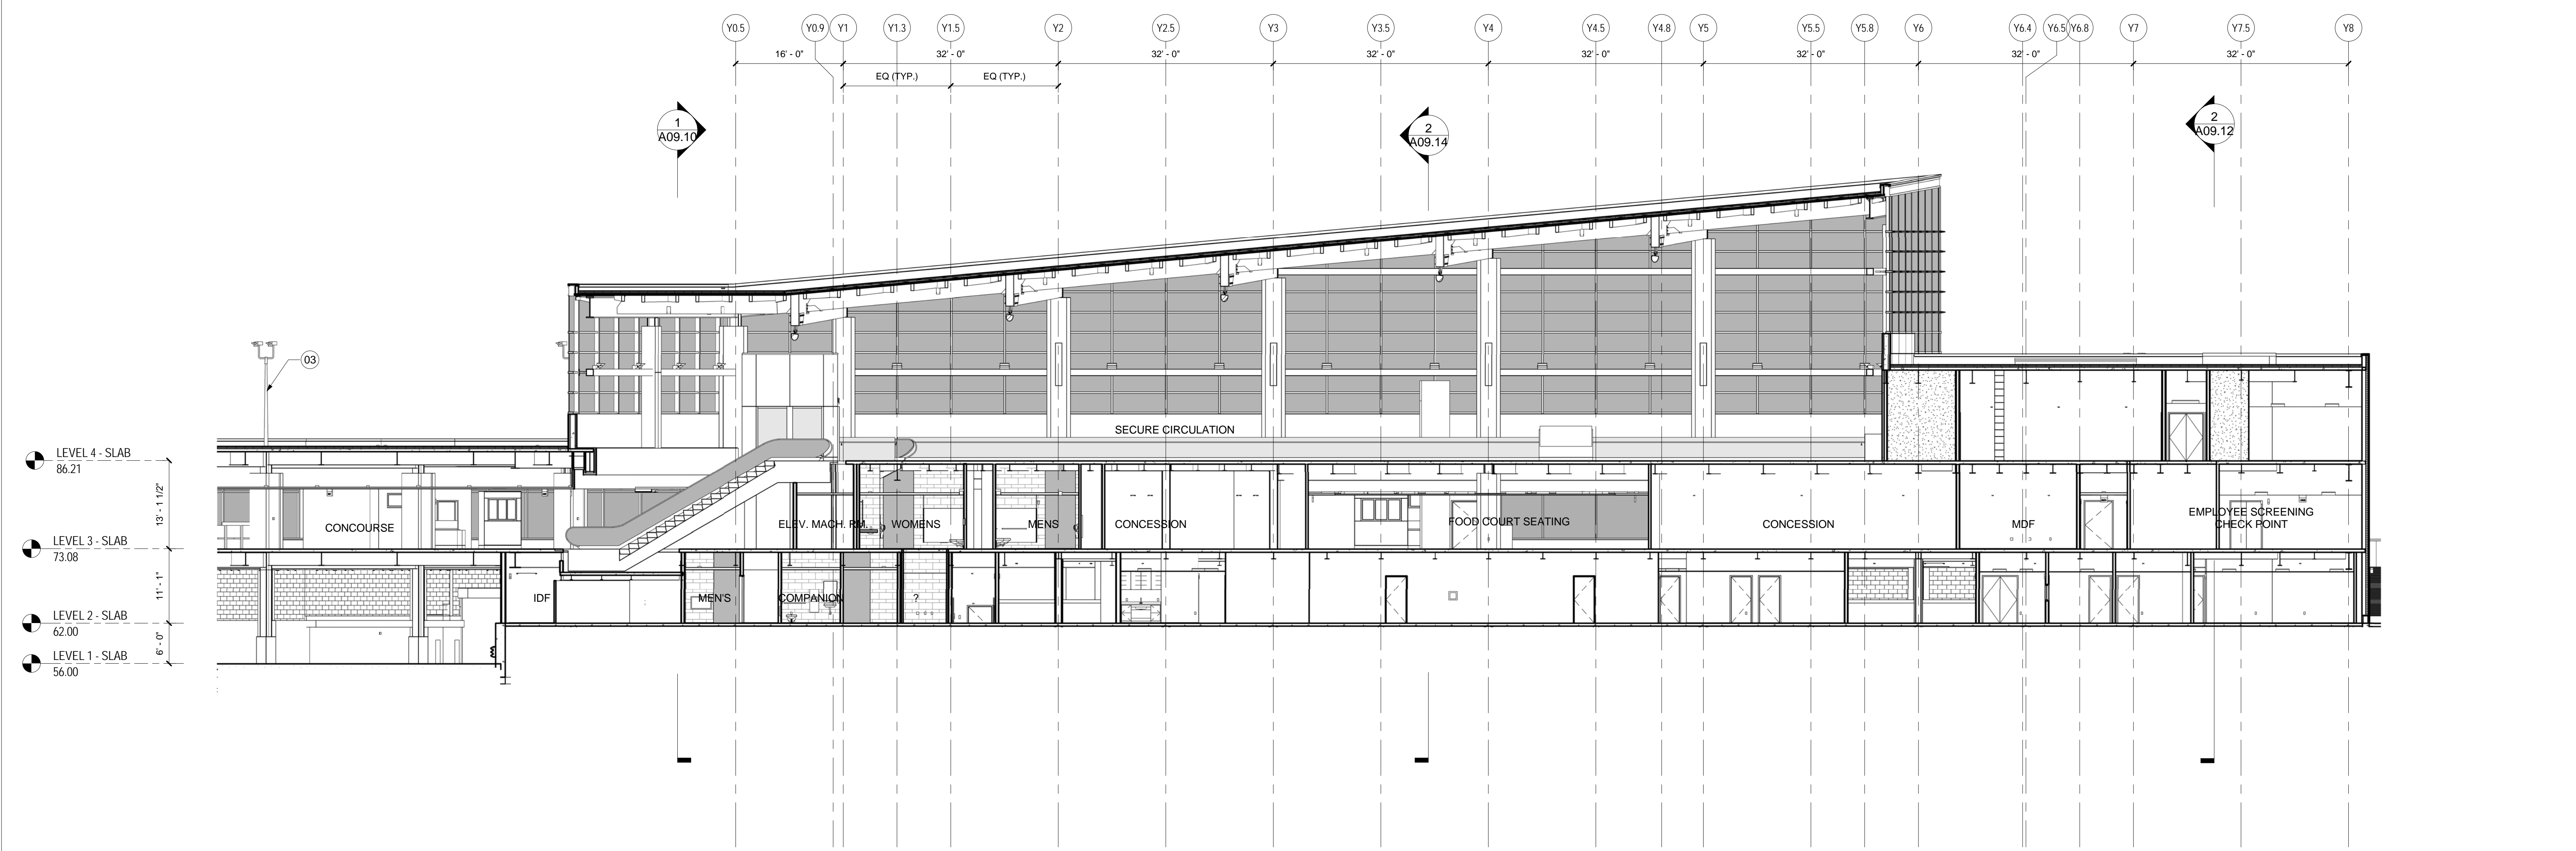 Y0.5 Y0.9 Y1 Y1.3 Y1.5 Y2 Y2.5 Y3 Y3.5 Y4 Y4.5 Y4.8 Y5 Y5.5 Y5.8 Y6 Y6.4 Y6.5 Y6.8 Y7 Y7.5 Y8
16' - 0" 32' - 0" 32' - 0" 32' - 0" 32' - 0" 32' - 0" 32' - 0" 32' - 0"
EQ (TYP.) EQ (TYP.)
1
A09.10
2
A09.14
2
A09.12
03
SECURE CIRCULATION
LEVEL 4 - SLAB
86.21
13' - 1 1/2"
CONCOURSE
ELEV. MACH. RM.
WOMENS
MENS
CONCESSION
FOOD COURT SEATING
CONCESSION
MDF
EMPLOYEE SCREENING
CHECK POINT
LEVEL 3 - SLAB
73.08
11' - 1"
IDF
MEN'S
COMPANION
?
LEVEL 2 - SLAB
62.00
6' - 0"
LEVEL 1 - SLAB
56.00